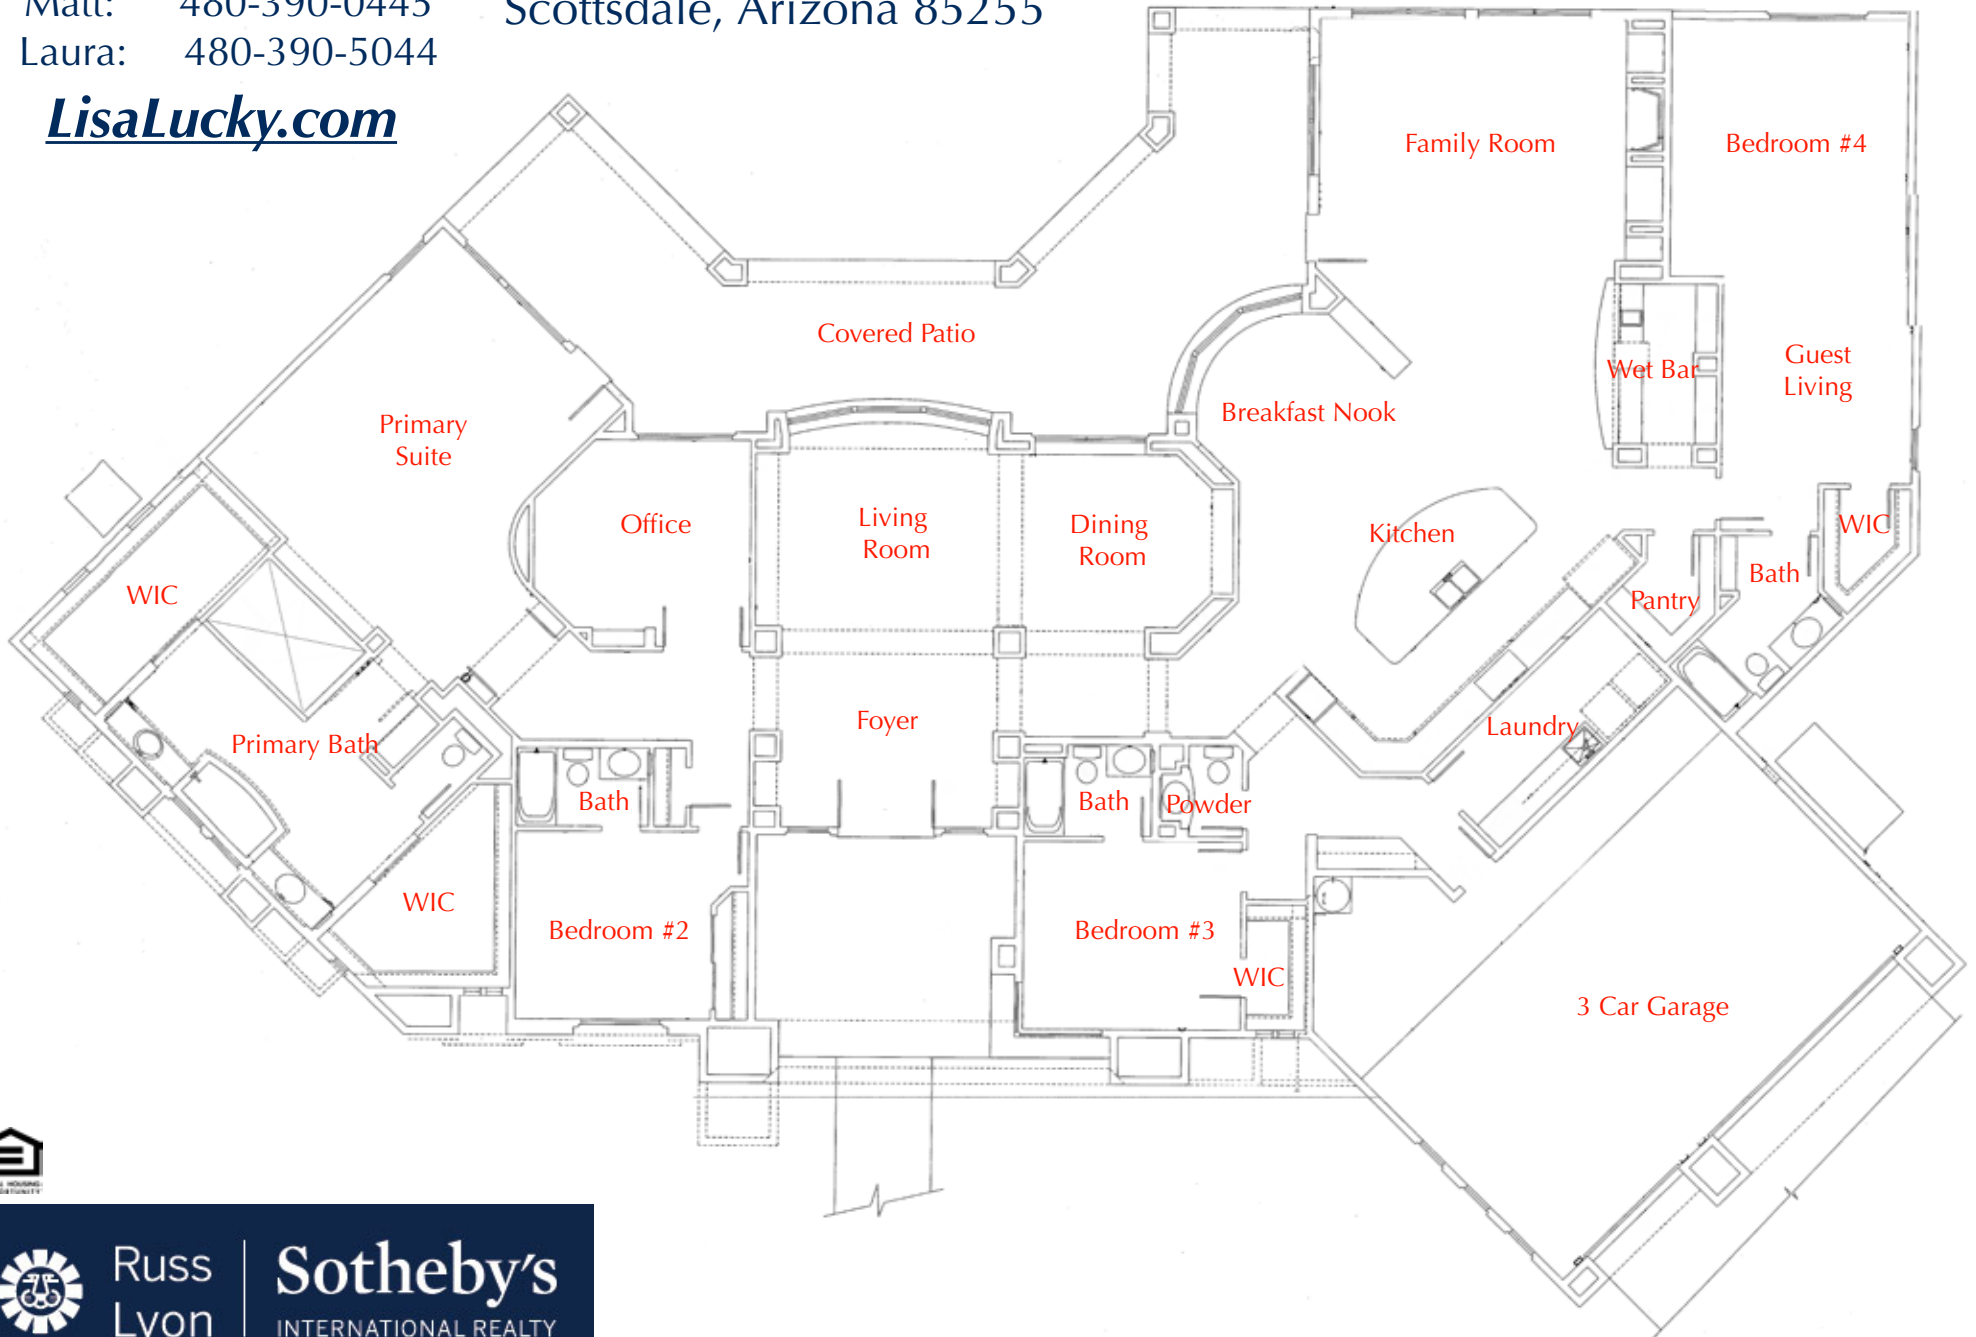 Matt: 480-390-0445
Scottsdale, Arizona 85255
Laura: 480-390-5044
LisaLucky.com
Family Room
Bedroom #4
Covered Patio
Guest
Living
Wet Bar
Breakfast Nook
Primary
Suite
Office
Living
Room
Dining
Room
Kitchen
WIC
Bath
WIC
Pantry
Foyer
Laundry
Primary Bath
Bath
Bath
Powder
WIC
Bedroom #2
Bedroom #3
WIC
3 Car Garage
Russ
Lyon
Sotheby's
INTERNATIONAL REALTY